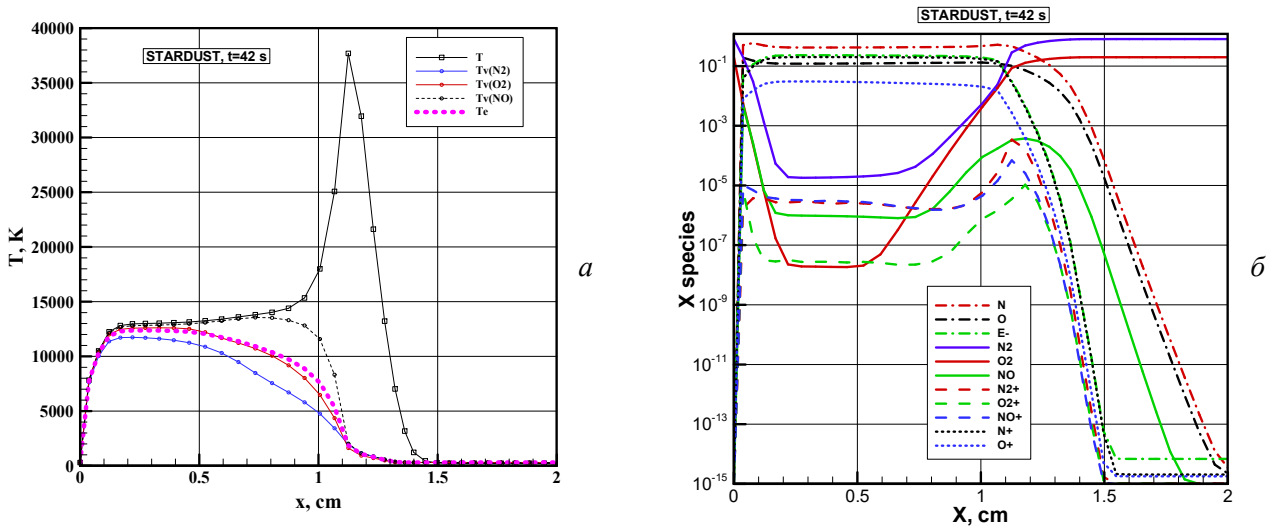 STARDUST, t=42 s
T
Tv(N2)
Tv(O2)
Tv(NO)
Te
40000
35000
30000
25000
20000
15000
10000
5000
0
T, K
0
0.5
1
1.5
2
x, cm
а
STARDUST, t=42 s
10-1
10-3
10-5
10-7
10-9
10-11
10-13
10-15
X species
N
O
E-
N2
O2
NO
N2+
O2+
NO+
N+
O+
0
0.5
1
1.5
2
X, cm
б